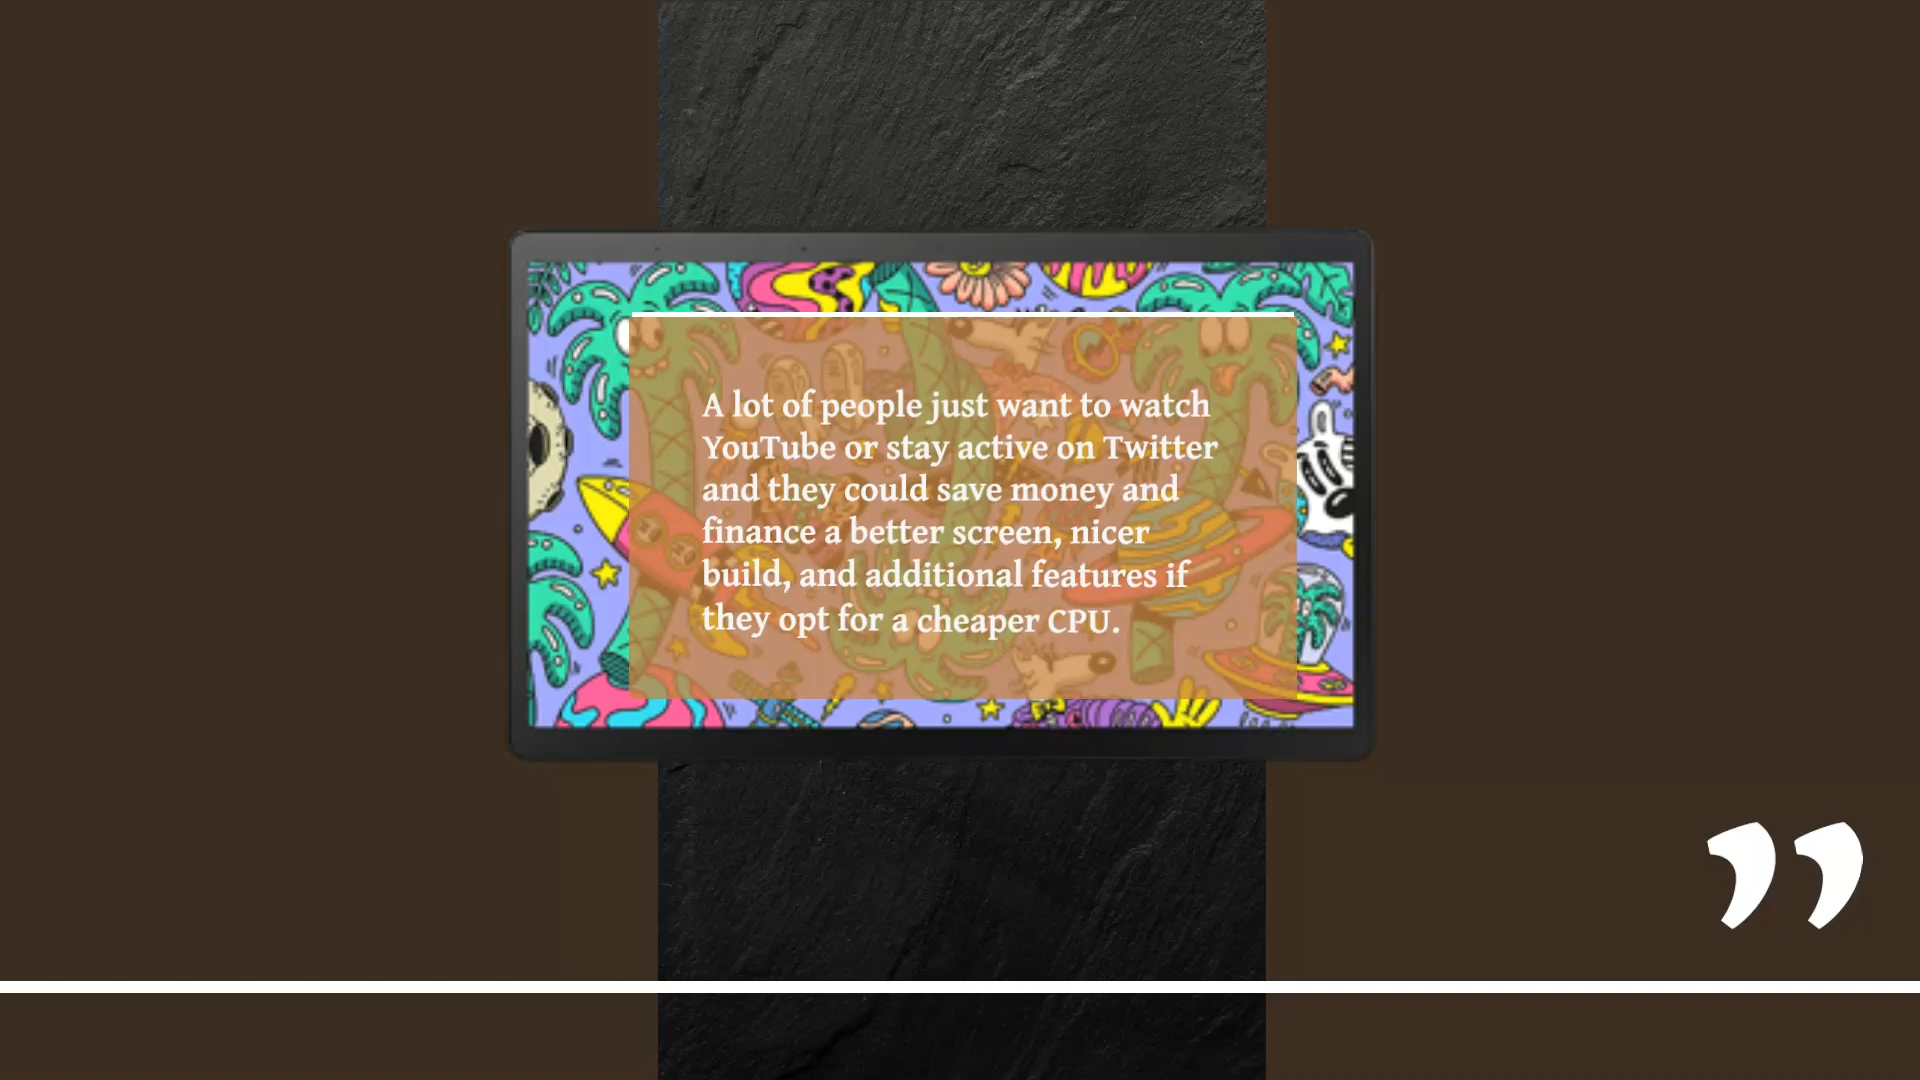 A lot of people just want to watch
YouTube or stay active on Twitter
and they could save money and
finance a better screen, nicer
build, and additional features if
they opt for a cheaper CPU.
”